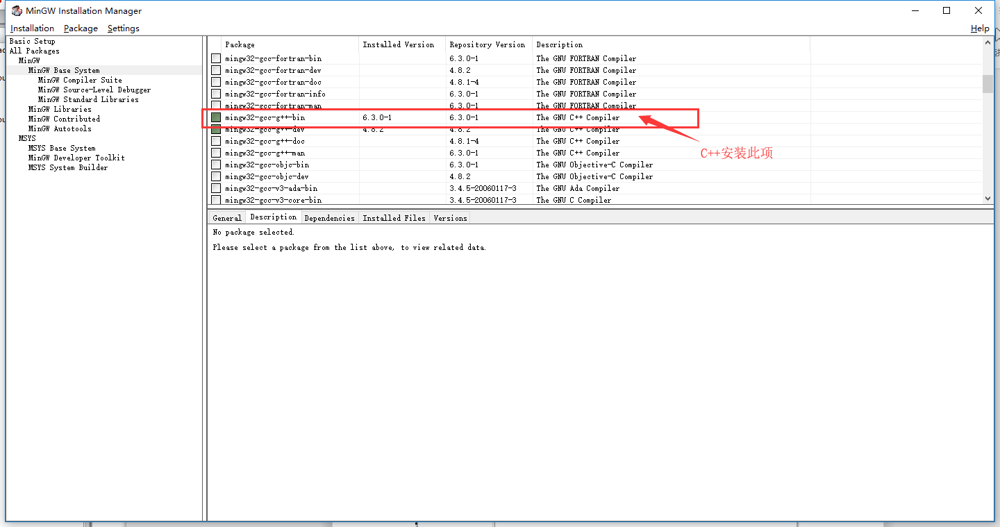 MinGW Installation Manager
Installation Package Settings Help
Basic Setup
All Packages
MinGW
MinGW Base System
MinGW Compiler Suite
MinGW Source-Level Debugger
MinGW Standard Libraries
MinGW Libraries
MinGW Contributed
MinGW Autotools
MSYS
MSYS Base System
MinGW Developer Toolkit
MSYS System Builder
Package Installed Version Repository Version Description
mingw32-gcc-fortran-bin 6.3.0-1 The GNU FORTRAN Compiler
mingw32-gcc-fortran-dev 4.8.2 The GNU FORTRAN Compiler
mingw32-gcc-fortran-doc 4.8.1-4 The GNU FORTRAN Compiler
mingw32-gcc-fortran-info 6.3.0-1 The GNU FORTRAN Compiler
mingw32-gcc-fortran-man 6.3.0-1 The GNU FORTRAN Compiler
mingw32-gcc-g++-bin 6.3.0-1 6.3.0-1 The GNU C++ Compiler
mingw32-gcc-g++-dev 4.8.2 4.8.2 The GNU C++ Compiler
mingw32-gcc-g++-doc 4.8.1-4 The GNU C++ Compiler
mingw32-gcc-g++-man 6.3.0-1 The GNU C++ Compiler
C++安装此项
mingw32-gcc-objc-bin 6.3.0-1 The GNU Objective-C Compiler
mingw32-gcc-objc-dev 4.8.2 The GNU Objective-C Compiler
mingw32-gcc-v3-ada-bin 3.4.5-20060117-3 The GNU Ada Compiler
mingw32-gcc-v3-core-bin 3.4.5-20060117-3 The GNU C Compiler
General Description Dependencies Installed Files Versions
No package selected.
Please select a package from the list above, to view related data.